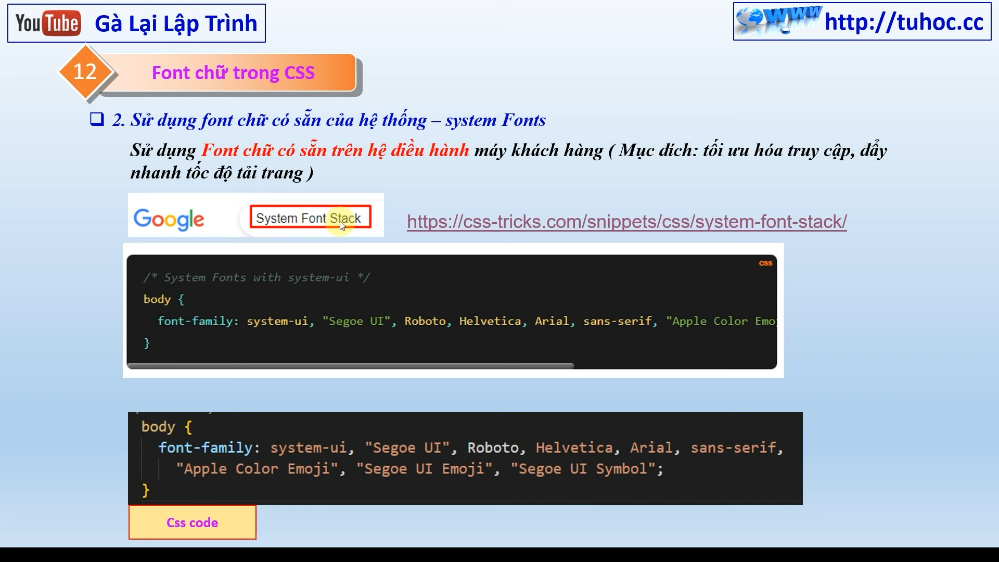 YouTube Gà Lại Lập Trình
WWW http://tuhoc.cc
12 Font chữ trong CSS
2. Sử dụng font chữ có sẵn của hệ thống – system Fonts
Sử dụng Font chữ có sẵn trên hệ điều hành máy khách hàng ( Mục đích: tối ưu hóa truy cập, đẩy
nhanh tốc độ tải trang )
Google System Font Stack https://css-tricks.com/snippets/css/system-font-stack/
CSS
/* System Fonts with system-ui */
body {
font-family: system-ui, "Segoe UI", Roboto, Helvetica, Arial, sans-serif, "Apple Color Emo
}
body {
font-family: system-ui, "Segoe UI", Roboto, Helvetica, Arial, sans-serif,
"Apple Color Emoji", "Segoe UI Emoji", "Segoe UI Symbol";
}
Css code